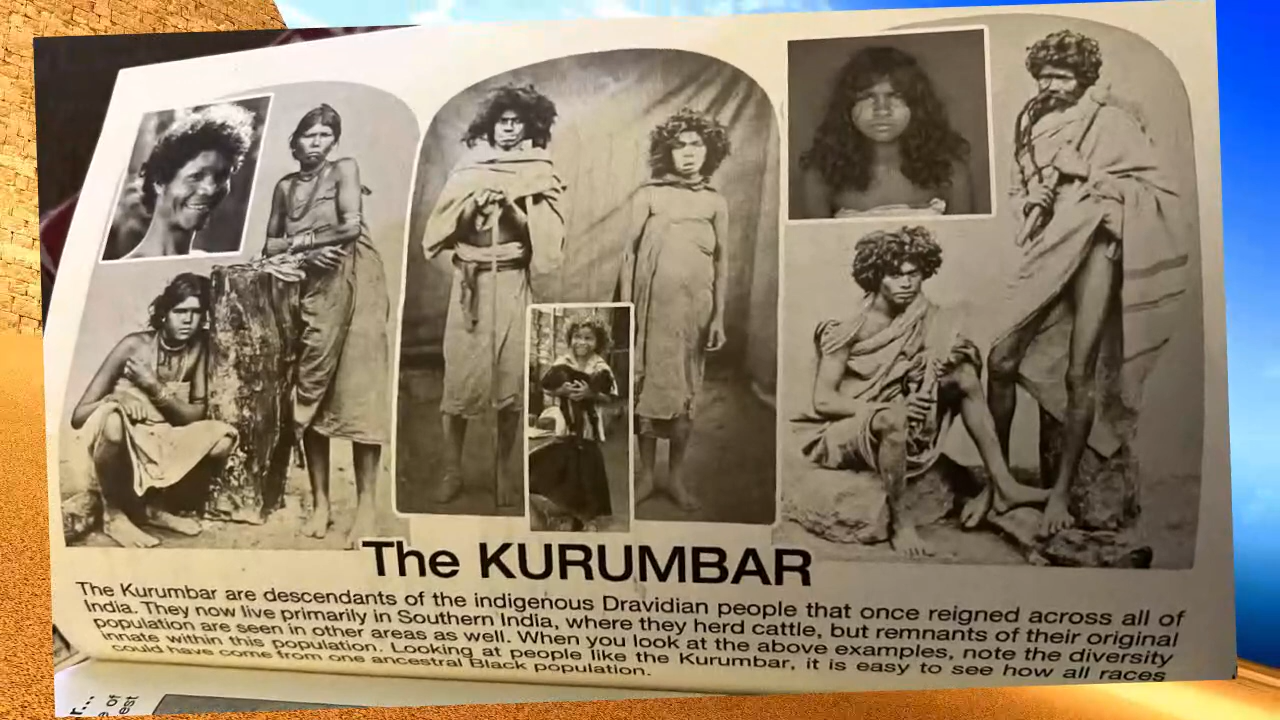 The KURUMBAR
The Kurumbar are descendants of the indigenous Dravidian people that once reigned across all of
India. They now live primarily in Southern India, where they herd cattle, but remnants of their original
population are seen in other areas as well. When you look at the above examples, note the diversity
innate within this population. Looking at people like the Kurumbar, it is easy to see how all races
could have come from one ancestral Black population.